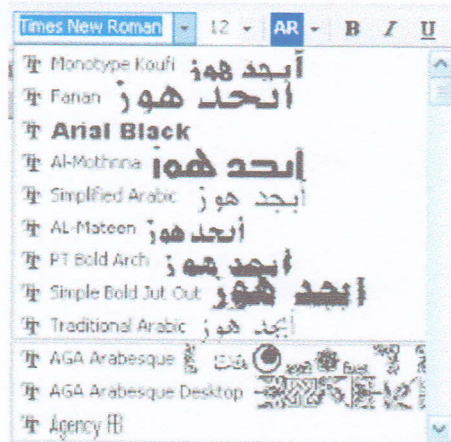 Times New Roman 12 AR B I U
Monotype Koufi أبجد هوز
Fanan أبجد هوز
Arial Black
Al-Mothnna أبجد هوز
Simplified Arabic أبجد هوز
AL-Mateen أبجد هوز
PT Bold Arch أبجد هوز
Simple Bold Jut Out أبجد هوز
Traditional Arabic أبجد هوز
AGA Arabesque
AGA Arabesque Desktop
Agency FB